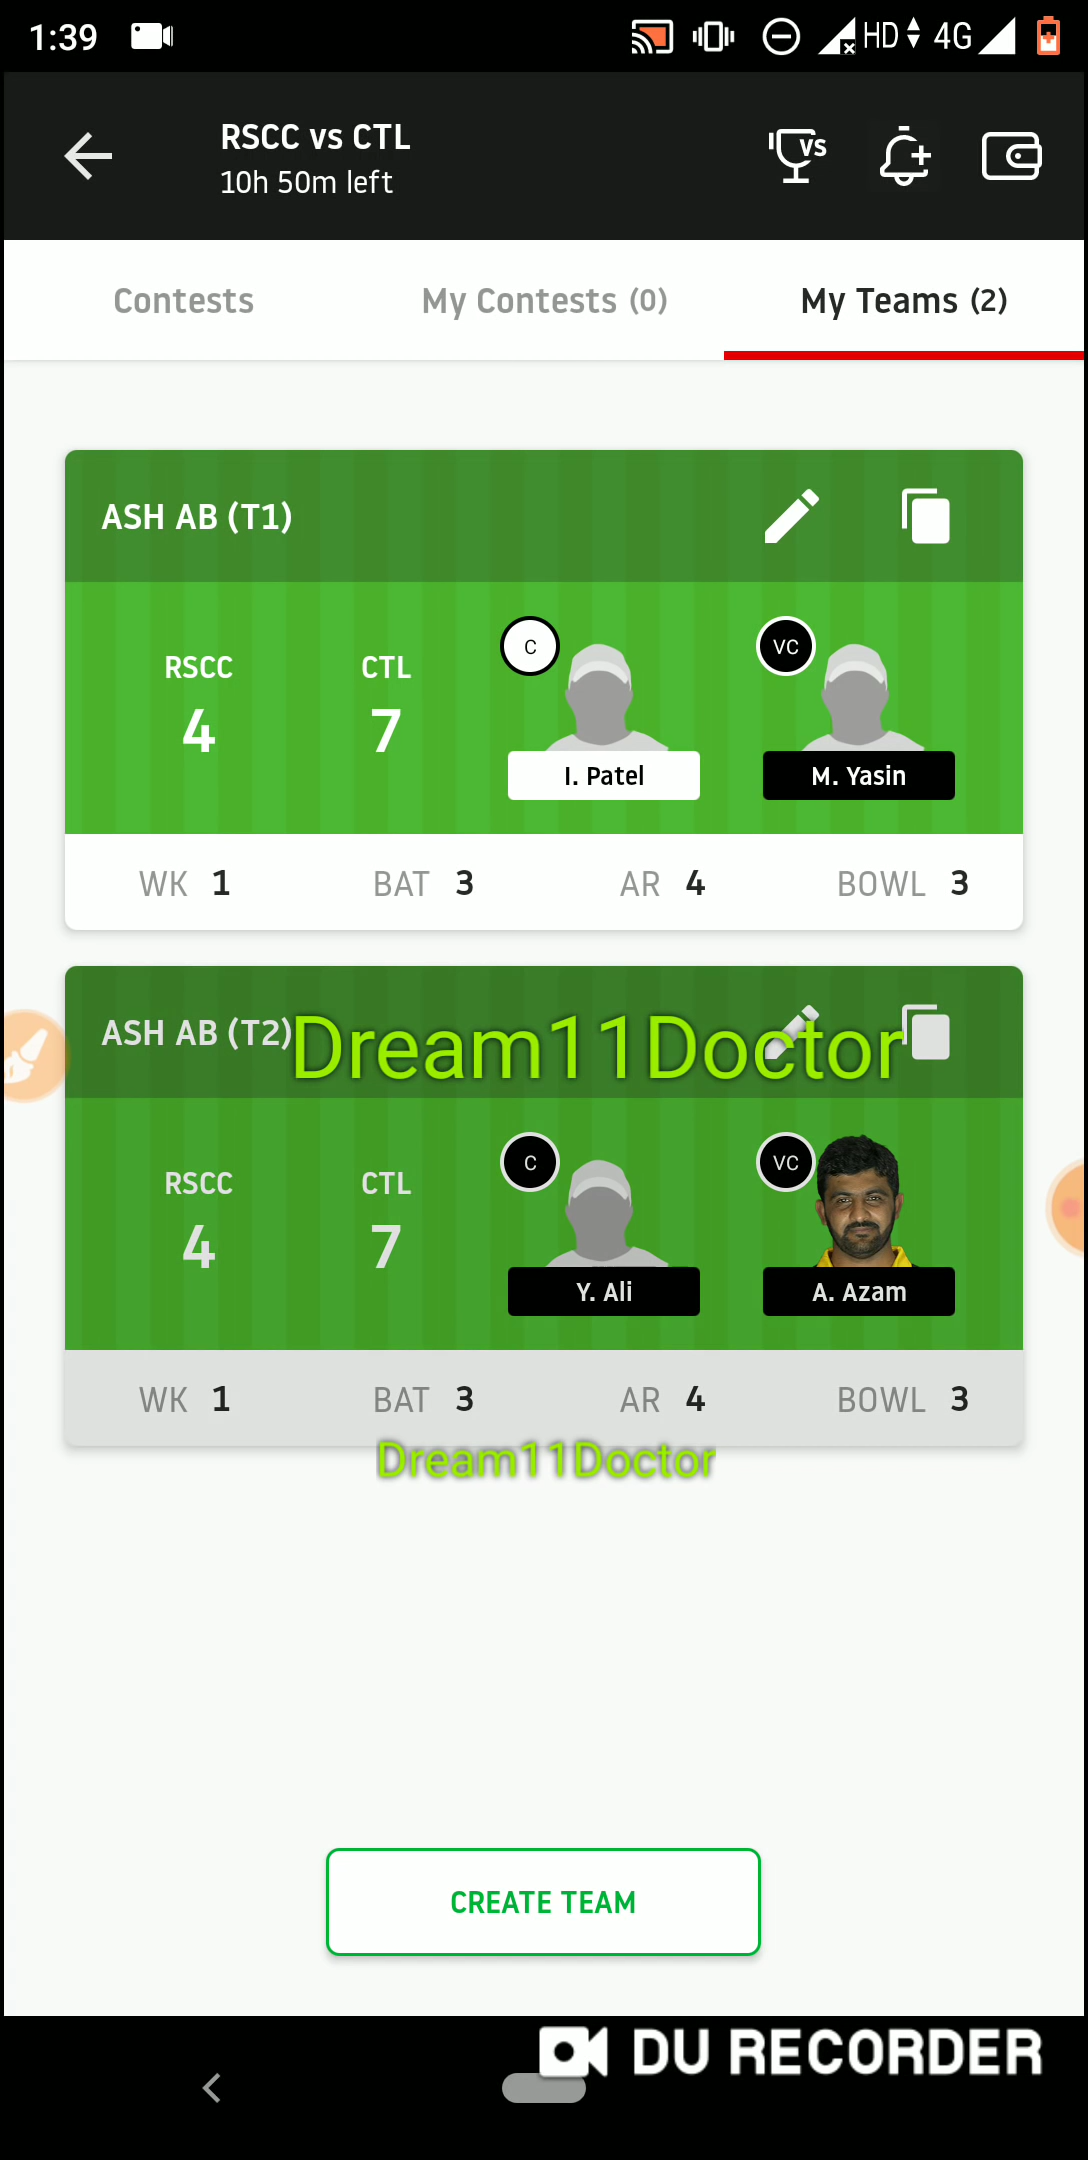 1:39 HD 4G
RSCC vs CTL
10h 50m left
VS
Contests My Contests (0) My Teams (2)
ASH AB (T1)
C VC
RSCC CTL
4 7
I. Patel M. Yasin
WK 1 BAT 3 AR 4 BOWL 3
ASH AB (T2) Dream11Doctor
C VC
RSCC CTL
4 7
Y. Ali A. Azam
WK 1 BAT 3 AR 4 BOWL 3
Dream11Doctor
CREATE TEAM
DU RECORDER